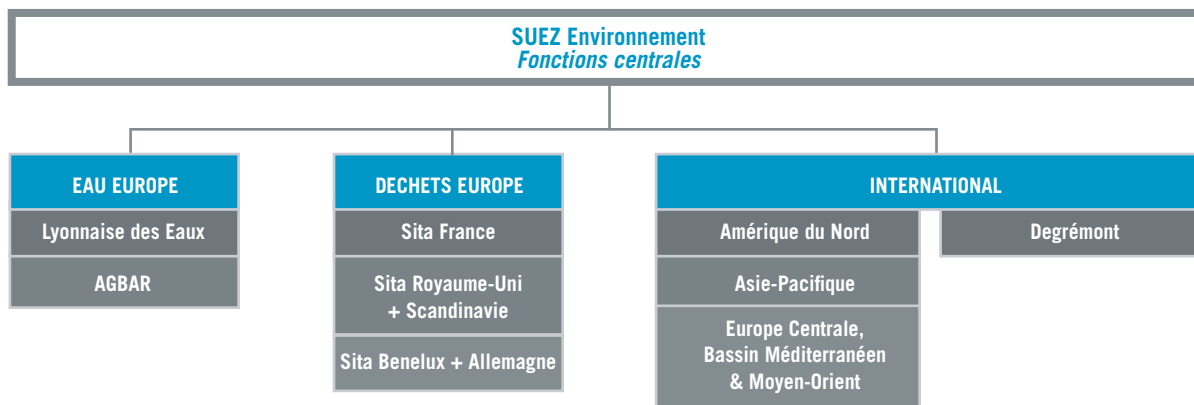 SUEZ Environnement
Fonctions centrales
EAU EUROPE
Lyonnaise des Eaux
AGBAR
DECHETS EUROPE
Sita France
Sita Royaume-Uni
+ Scandinavie
Sita Benelux + Allemagne
INTERNATIONAL
Amérique du Nord
Asie-Pacifique
Europe Centrale,
Bassin Méditerranéen
& Moyen-Orient
Degrémont